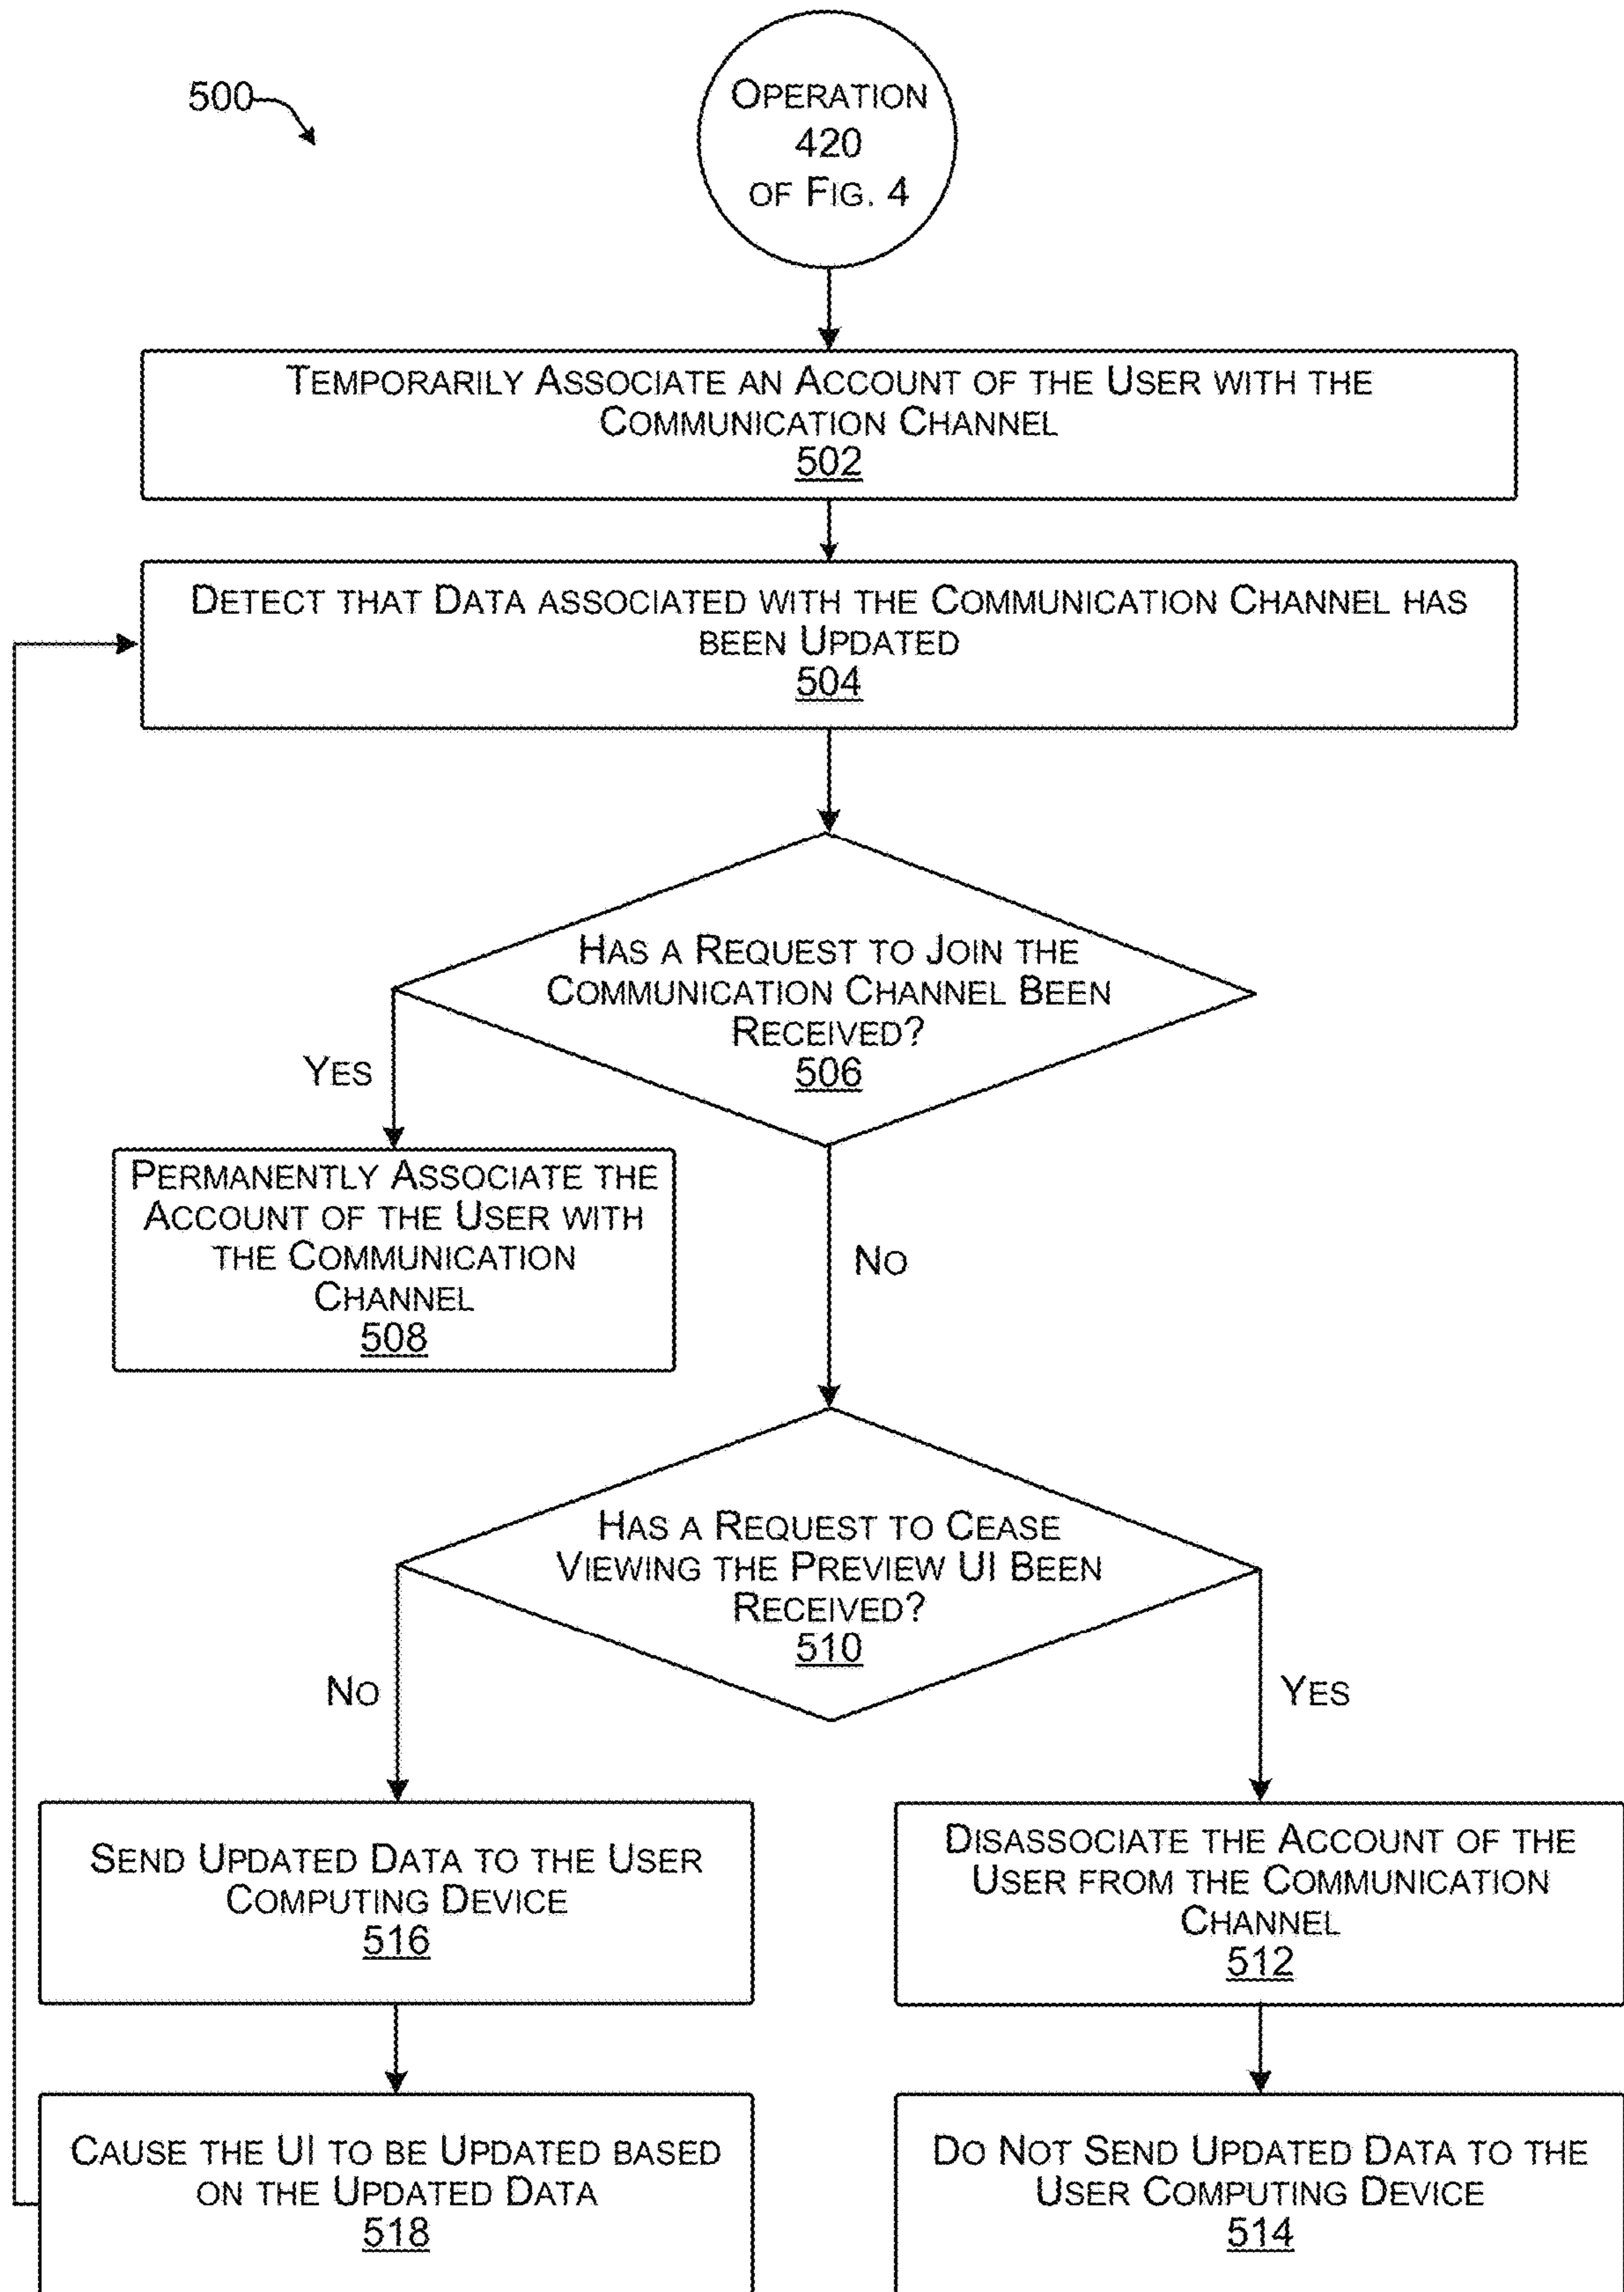 500
OPERATION
420
OF FIG. 4
TEMPORARILY ASSOCIATE AN ACCOUNT OF THE USER WITH THE
COMMUNICATION CHANNEL
502
DETECT THAT DATA ASSOCIATED WITH THE COMMUNICATION CHANNEL HAS
BEEN UPDATED
504
HAS A REQUEST TO JOIN THE
COMMUNICATION CHANNEL BEEN
RECEIVED?
506
YES
PERMANENTLY ASSOCIATE THE
ACCOUNT OF THE USER WITH
THE COMMUNICATION
CHANNEL
508
NO
HAS A REQUEST TO CEASE
VIEWING THE PREVIEW UI BEEN
RECEIVED?
510
NO
YES
SEND UPDATED DATA TO THE USER
COMPUTING DEVICE
516
DISASSOCIATE THE ACCOUNT OF THE
USER FROM THE COMMUNICATION
CHANNEL
512
CAUSE THE UI TO BE UPDATED BASED
ON THE UPDATED DATA
518
DO NOT SEND UPDATED DATA TO THE
USER COMPUTING DEVICE
514